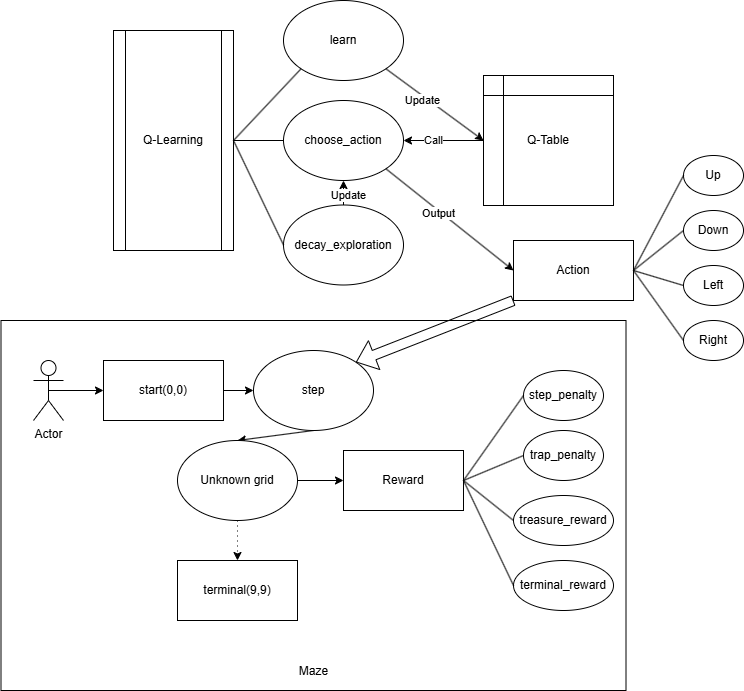 learn
Update
Q-Learning
choose_action
Call
Q-Table
Update
Up
Output
Down
decay_exploration
Action
Left
Right
start(0,0)
step
step_penalty
Actor
trap_penalty
Unknown grid
Reward
treasure_reward
terminal(9,9)
terminal_reward
Maze